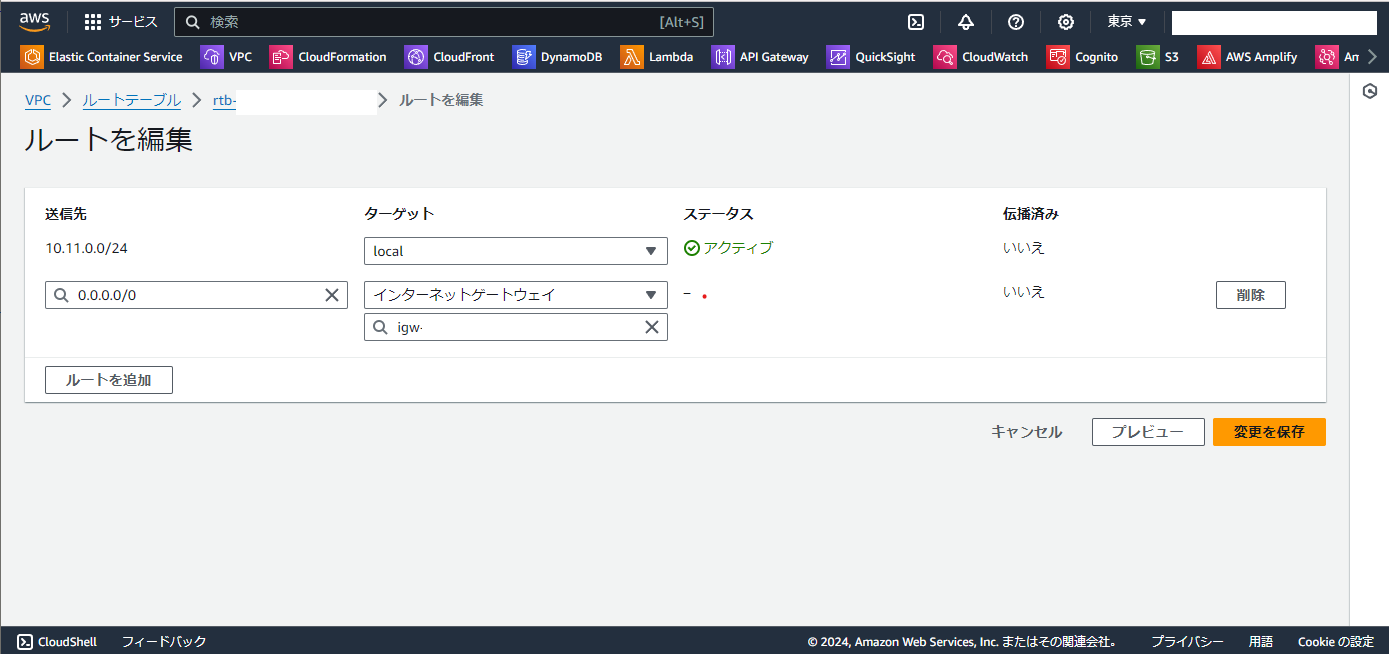 aws サービス 検索 [Alt+S] 東京
Elastic Container Service VPC CloudFormation CloudFront DynamoDB Lambda API Gateway QuickSight CloudWatch Cognito S3 AWS Amplify Am
VPC ルートテーブル rtb- ルートを編集
ルートを編集
送信先 ターゲット ステータス 伝播済み
10.11.0.0/24 local アクティブ いいえ
0.0.0.0/0 インターネットゲートウェイ – いいえ 削除
igw-
ルートを追加
キャンセル プレビュー 変更を保存
CloudShell フィードバック © 2024, Amazon Web Services, Inc. またはその関連会社。 プライバシー 用語 Cookie の設定